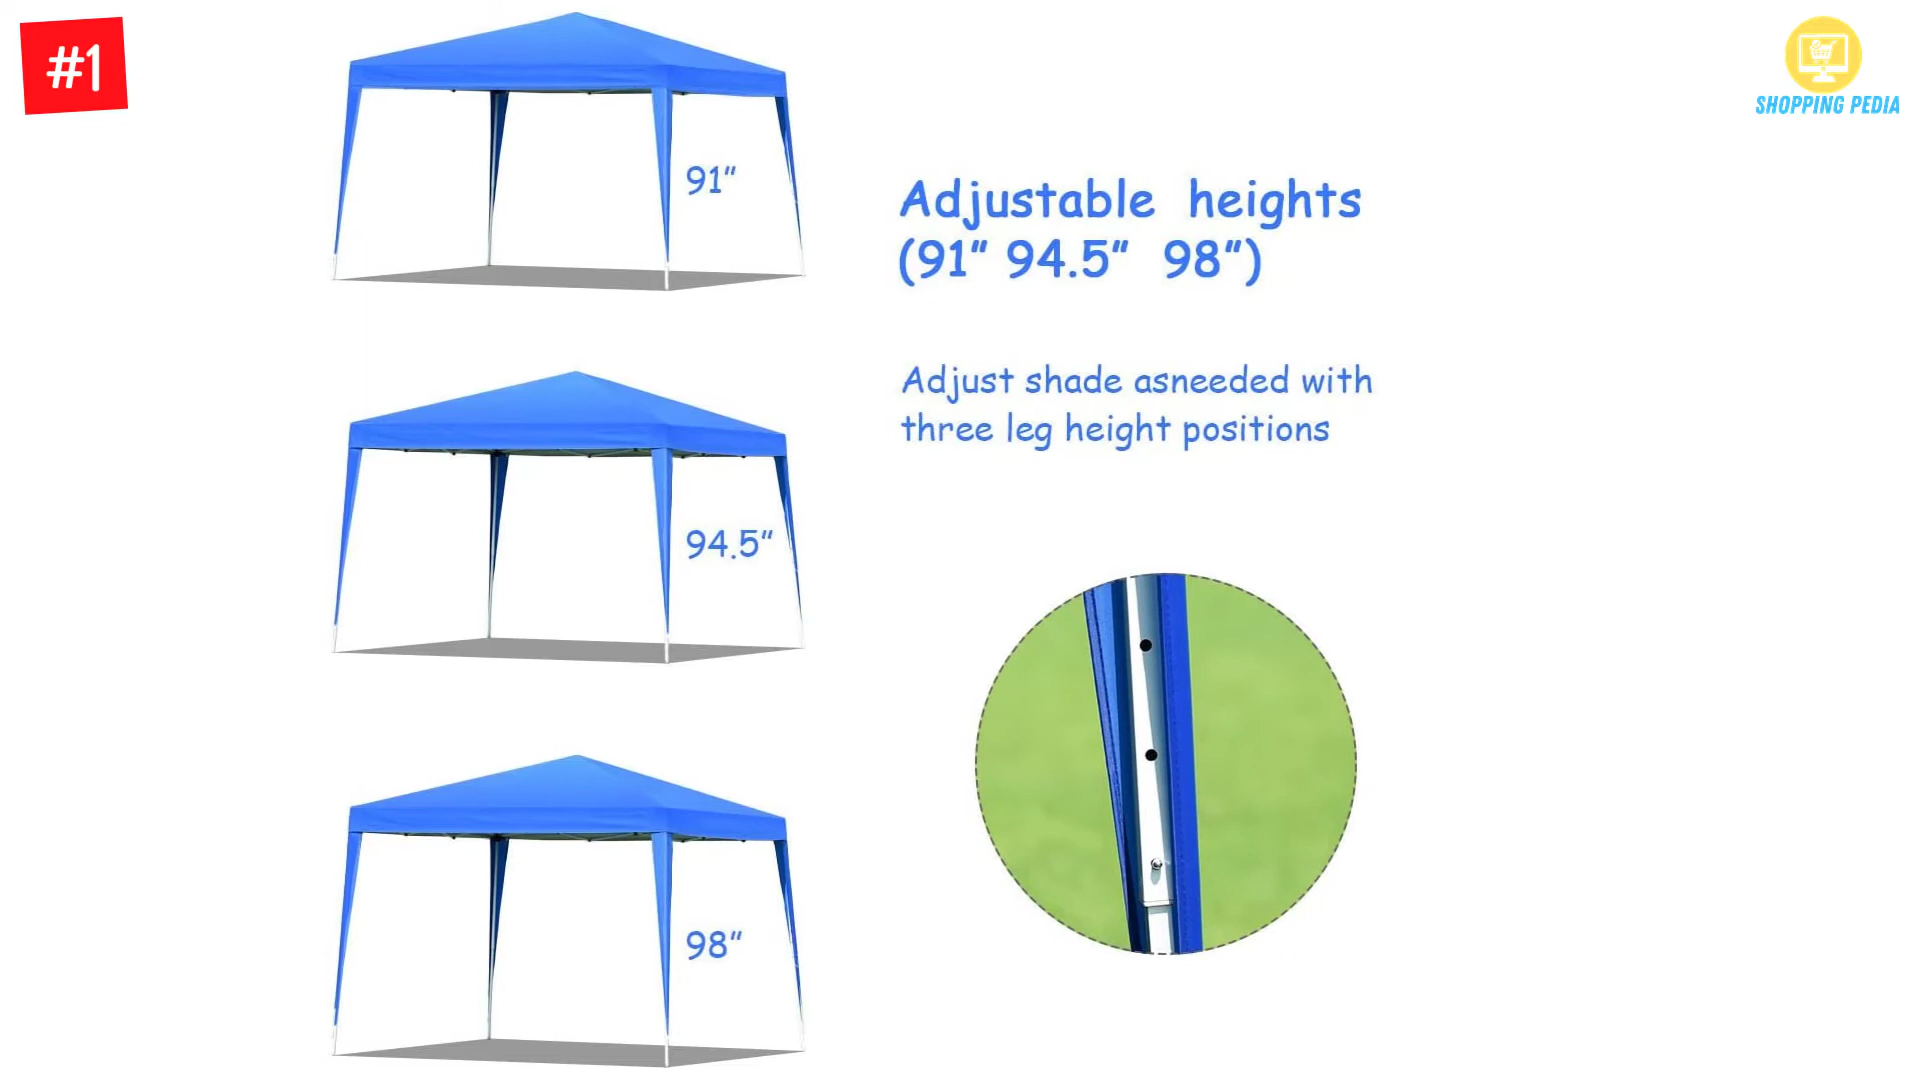 #1
SHOPPING PEDIA
91”
Adjustable heights
(91” 94.5” 98”)
Adjust shade asneeded with
three leg height positions
94.5”
98”